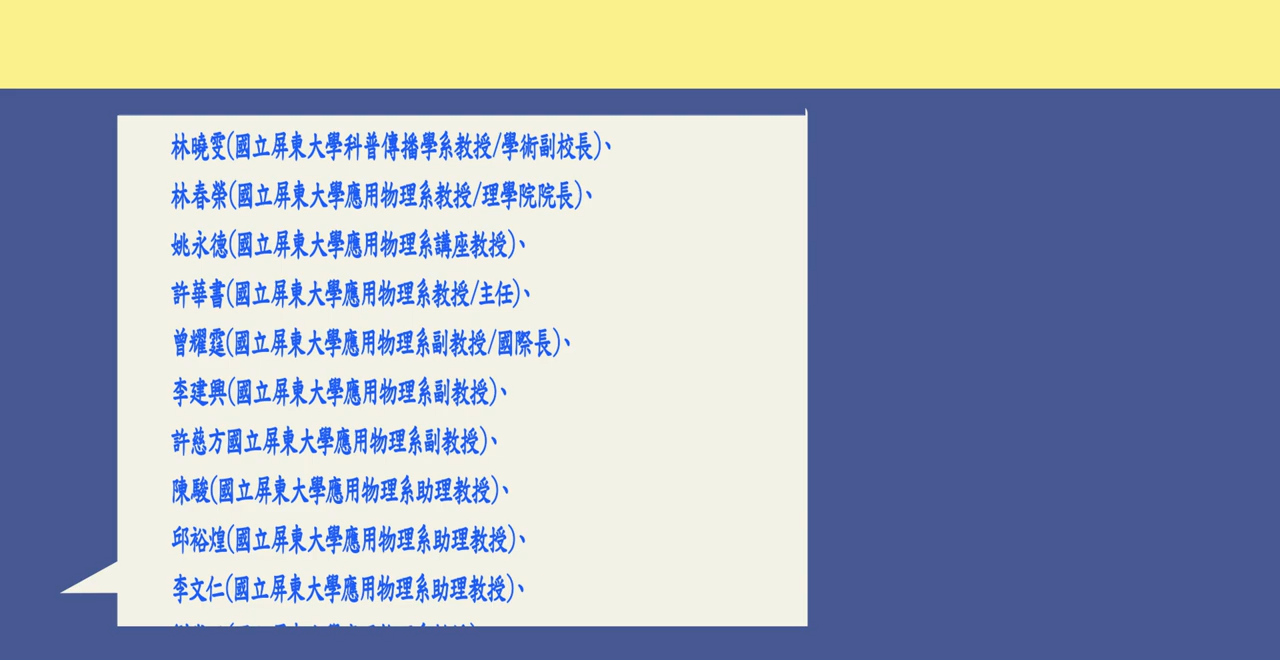 林曉雯(國立屏東大學科普傳播學系教授/學術副校長)、
林春榮(國立屏東大學應用物理系教授/理學院院長)、
姚永德(國立屏東大學應用物理系講座教授)、
許華書(國立屏東大學應用物理系教授/主任)、
曾耀霆(國立屏東大學應用物理系副教授/國際長)、
李建興(國立屏東大學應用物理系副教授)、
許慈方國立屏東大學應用物理系副教授)、
陳駿(國立屏東大學應用物理系助理教授)、
邱裕煌(國立屏東大學應用物理系助理教授)、
李文仁(國立屏東大學應用物理系助理教授)、